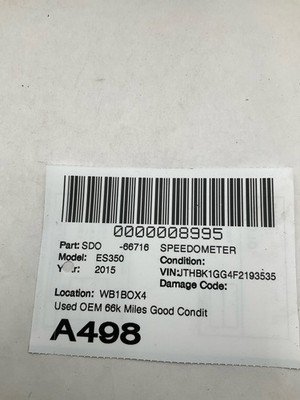 0000008995
Part: SDO -66716 SPEEDOMETER
Model: ES350 Condition:
Year: 2015 VIN:JTHBK1GG4F2193535
Damage Code:
Location: WB1BOX4
Used OEM 66k Miles Good Condit
A498